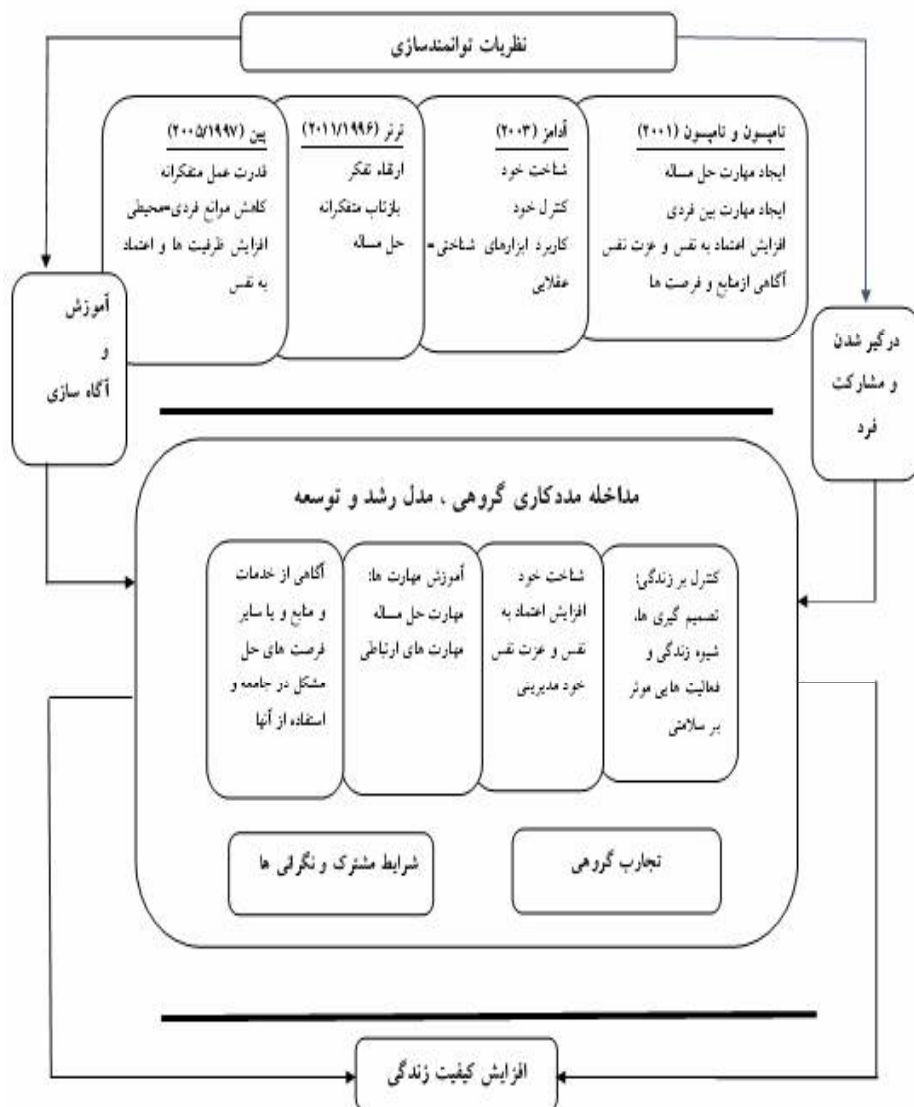 نظریات توانمندسازی
تامپسون و تامپسون (۲۰۰۱)
ایجاد مهارت حل مساله
ایجاد مهارت بین فردی
افزایش اعتماد به نفس و عزت نفس
آگاهی ازمنابع و فرصت ها
آدامز (۲۰۰۳)
شناخت خود
کنترل خود
کاربرد ابزارهای شناختی=
عقلایی
ترنر (۲۰۱۱/۱۹۹۶)
ارتقاء تفکر
بازتاب متفکرانه
حل مساله
پین (۲۰۰۵/۱۹۹۷)
قدرت عمل متفکرانه
کاهش موانع فردی=محیطی
افزایش ظرفیت ها و اعتماد
به نفس
درگیر شدن
و مشارکت
فرد
آموزش
و
آگاه سازی
مداخله مددکاری گروهی ، مدل رشد و توسعه
کنترل بر زندگی:
تصمیم گیری ها،
شیوه زندگی و
فعالیت هایی موثر
بر سلامتی
شناخت خود
افزایش اعتماد به
نفس و عزت نفس
خود مدیریتی
آموزش مهارت ها:
مهارت حل مساله
مهارت های ارتباطی
آگاهی از خدمات
و منابع و یا سایر
فرصت های حل
مشکل در جامعه و
استفاده از آنها
تجارب گروهی
شرایط مشترک و نگرانی ها
افزایش کیفیت زندگی